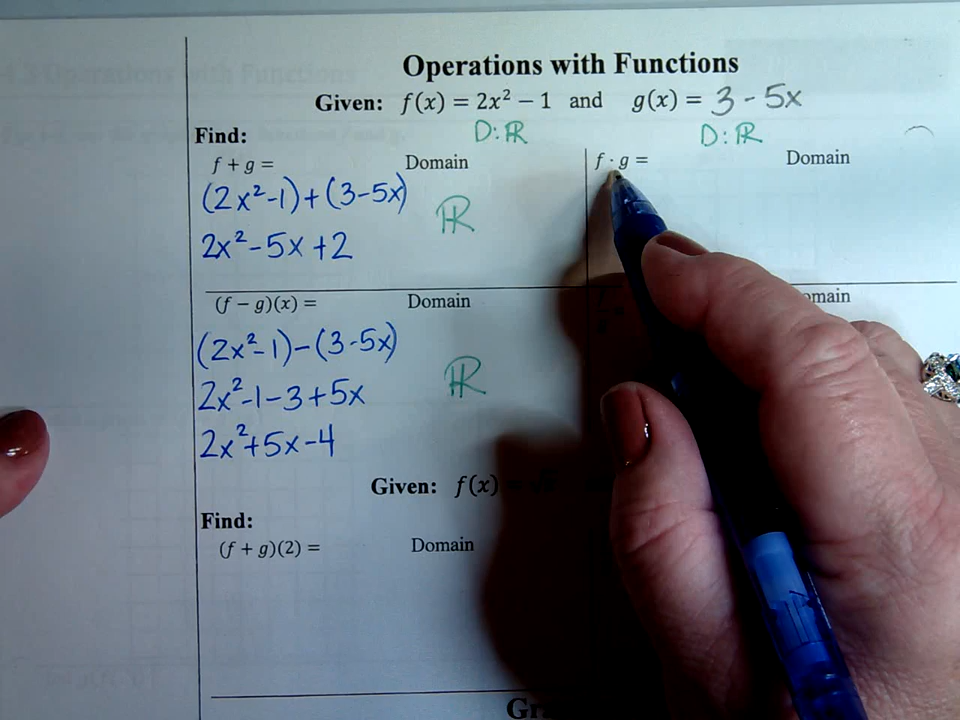 Operations with Functions
Given: f(x) = 2x² − 1 and g(x) = 3 - 5x
D: ℝ D: ℝ
Find:
f + g = Domain
(2x²-1)+(3-5x)
ℝ
2x²-5x+2
f · g = Domain
(f − g)(x) = Domain
(2x²-1)-(3-5x)
ℝ
2x²-1-3+5x
2x²+5x-4
Given: f(x)
Find:
(f + g)(2) = Domain